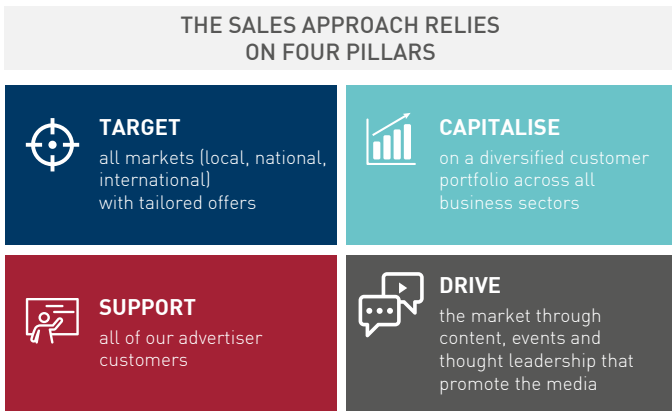 THE SALES APPROACH RELIES
ON FOUR PILLARS
TARGET
all markets (local, national,
international)
with tailored offers
CAPITALISE
on a diversified customer
portfolio across all
business sectors
SUPPORT
all of our advertiser
customers
DRIVE
the market through
content, events and
thought leadership that
promote the media